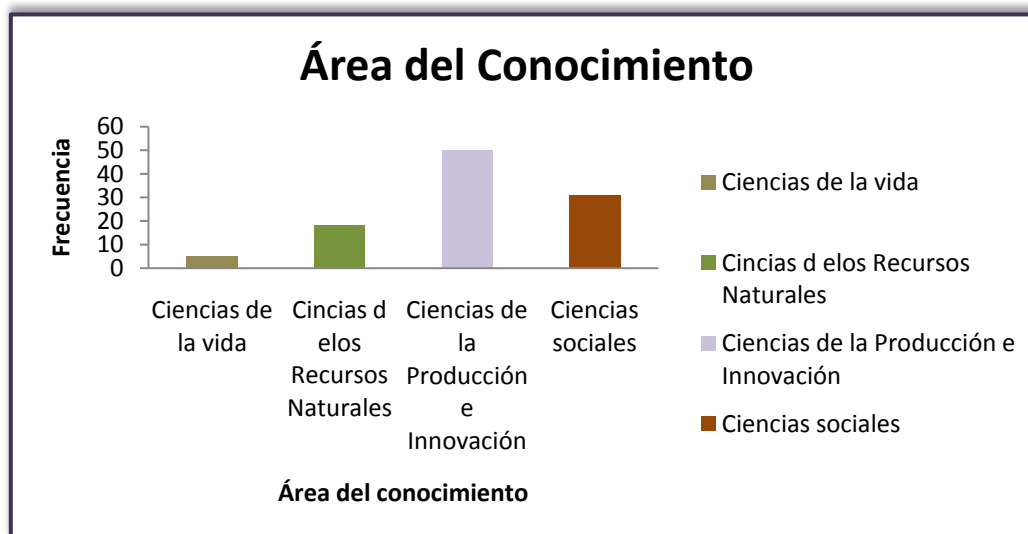 Área del Conocimiento
Frecuencia
60
50
40
30
20
10
0
Ciencias de
la vida
Cincias d
elos
Recursos
Naturales
Ciencias de
la
Producción
e
Innovación
Ciencias
sociales
Área del conocimiento
Ciencias de la vida
Cincias d elos Recursos
Naturales
Ciencias de la Producción e
Innovación
Ciencias sociales